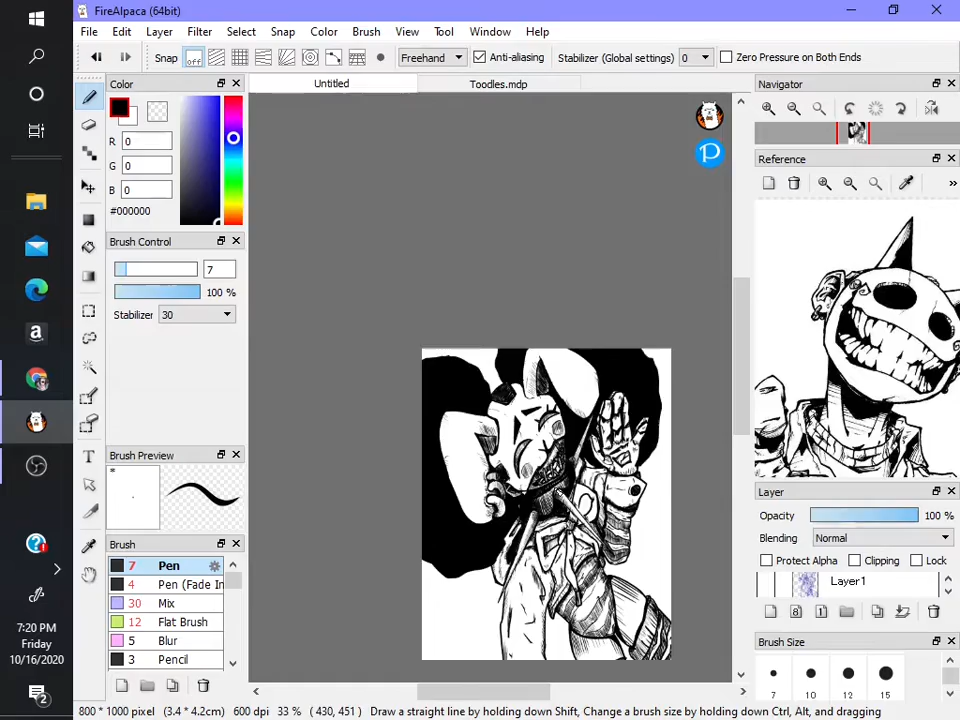 FireAlpaca (64bit)
File Edit Layer Filter Select Snap Color Brush View Tool Window Help
Snap off Freehand Anti-aliasing Stabilizer (Global settings) 0 Zero Pressure on Both Ends
Color
Untitled
Toodles.mdp
Navigator
R 0
G 0
B 0
#000000
Reference
»
Brush Control
7
100 %
Stabilizer 30
Brush Preview
*
Brush
7 Pen
4 Pen (Fade In
30 Mix
12 Flat Brush
5 Blur
3 Pencil
Layer
Opacity 100 %
Blending Normal
Protect Alpha Clipping Lock
Layer1
8 1
Brush Size
7 10 12 15
T
P
a
?
7:20 PM
Friday
10/16/2020
2
800 * 1000 pixel (3.4 * 4.2cm) 600 dpi 33 % ( 430, 451 ) Draw a straight line by holding down Shift, Change a brush size by holding down Ctrl, Alt, and dragging